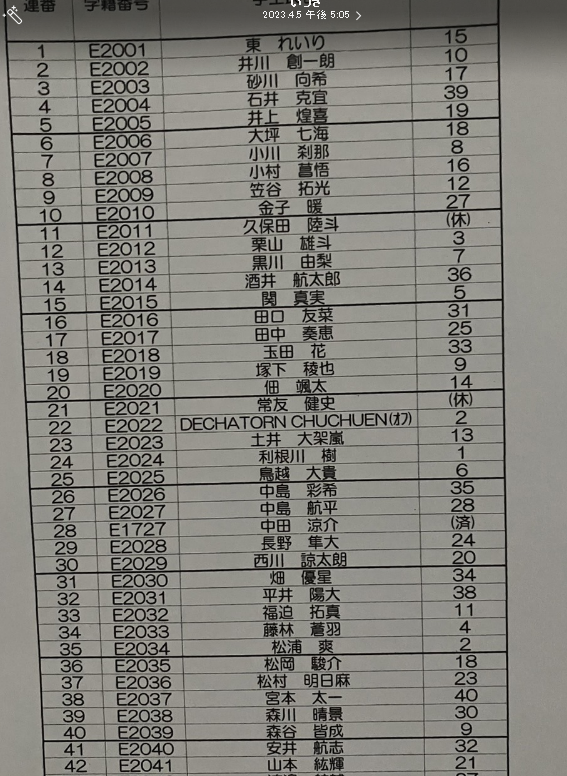 2023.4.5 午後 5:05
連番 学籍番号
1 E2001 東 れいり 15
2 E2002 井川 創一朗 10
3 E2003 砂川 向希 17
4 E2004 石井 克宜 39
5 E2005 井上 煌喜 19
6 E2006 大坪 七海 18
7 E2007 小川 刹那 8
8 E2008 小村 菖悟 16
9 E2009 笠谷 拓光 12
10 E2010 金子 暖 27
11 E2011 久保田 陸斗 (休)
12 E2012 栗山 雄斗 3
13 E2013 黒川 由梨 7
14 E2014 酒井 航太郎 36
15 E2015 関 真実 5
16 E2016 田口 友菜 31
17 E2017 田中 奏恵 25
18 E2018 玉田 花 33
19 E2019 塚下 稜也 9
20 E2020 佃 颯太 14
21 E2021 常友 健史 (休)
22 E2022 DECHATORN CHUCHUEN(オフ) 2
23 E2023 土井 大架嵐 13
24 E2024 利根川 樹 1
25 E2025 鳥越 大貴 6
26 E2026 中島 彩希 35
27 E2027 中島 航平 28
28 E1727 中田 涼介 (済)
29 E2028 長野 隼大 24
30 E2029 西川 諒太朗 20
31 E2030 畑 優星 34
32 E2031 平井 陽大 38
33 E2032 福迫 拓真 11
34 E2033 藤林 蒼羽 4
35 E2034 松浦 爽 2
36 E2035 松岡 駿介 18
37 E2036 松村 明日麻 23
38 E2037 宮本 太一 40
39 E2038 森川 晴景 30
40 E2039 森谷 皆成 9
41 E2040 安井 航志 32
42 E2041 山本 紘輝 21